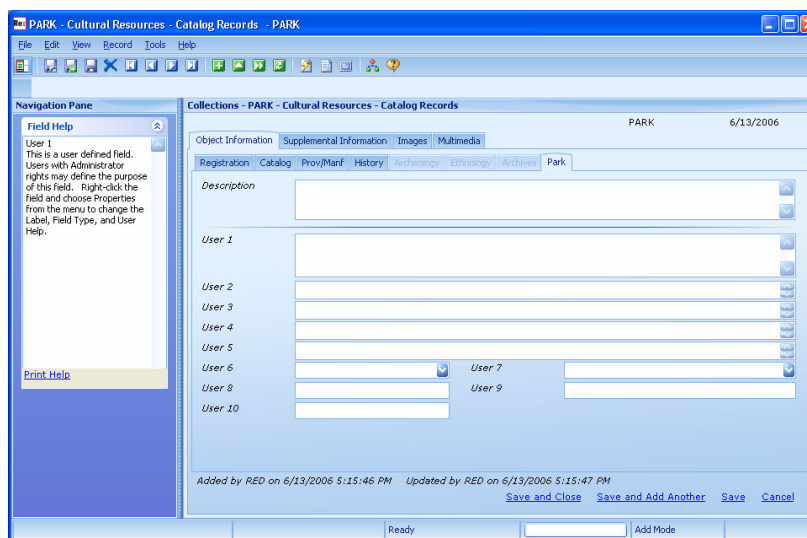 Re: PARK - Cultural Resources - Catalog Records - PARK
File Edit View Record Tools Help
Navigation Pane
Collections - PARK - Cultural Resources - Catalog Records
Field Help
PARK 6/13/2006
User 1
This is a user defined field.
Users with Administrator
rights may define the purpose
of this field. Right-click the
field and choose Properties
from the menu to change the
Label, Field Type, and User
Help.
Print Help
Object Information Supplemental Information Images Multimedia
Registration Catalog Prov/Manf History Archeology Ethnology Archives Park
Description
User 1
User 2
User 3
User 4
User 5
User 6 User 7
User 8 User 9
User 10
Added by RED on 6/13/2006 5:15:46 PM Updated by RED on 6/13/2006 5:15:47 PM
Save and Close Save and Add Another Save Cancel
Ready Add Mode